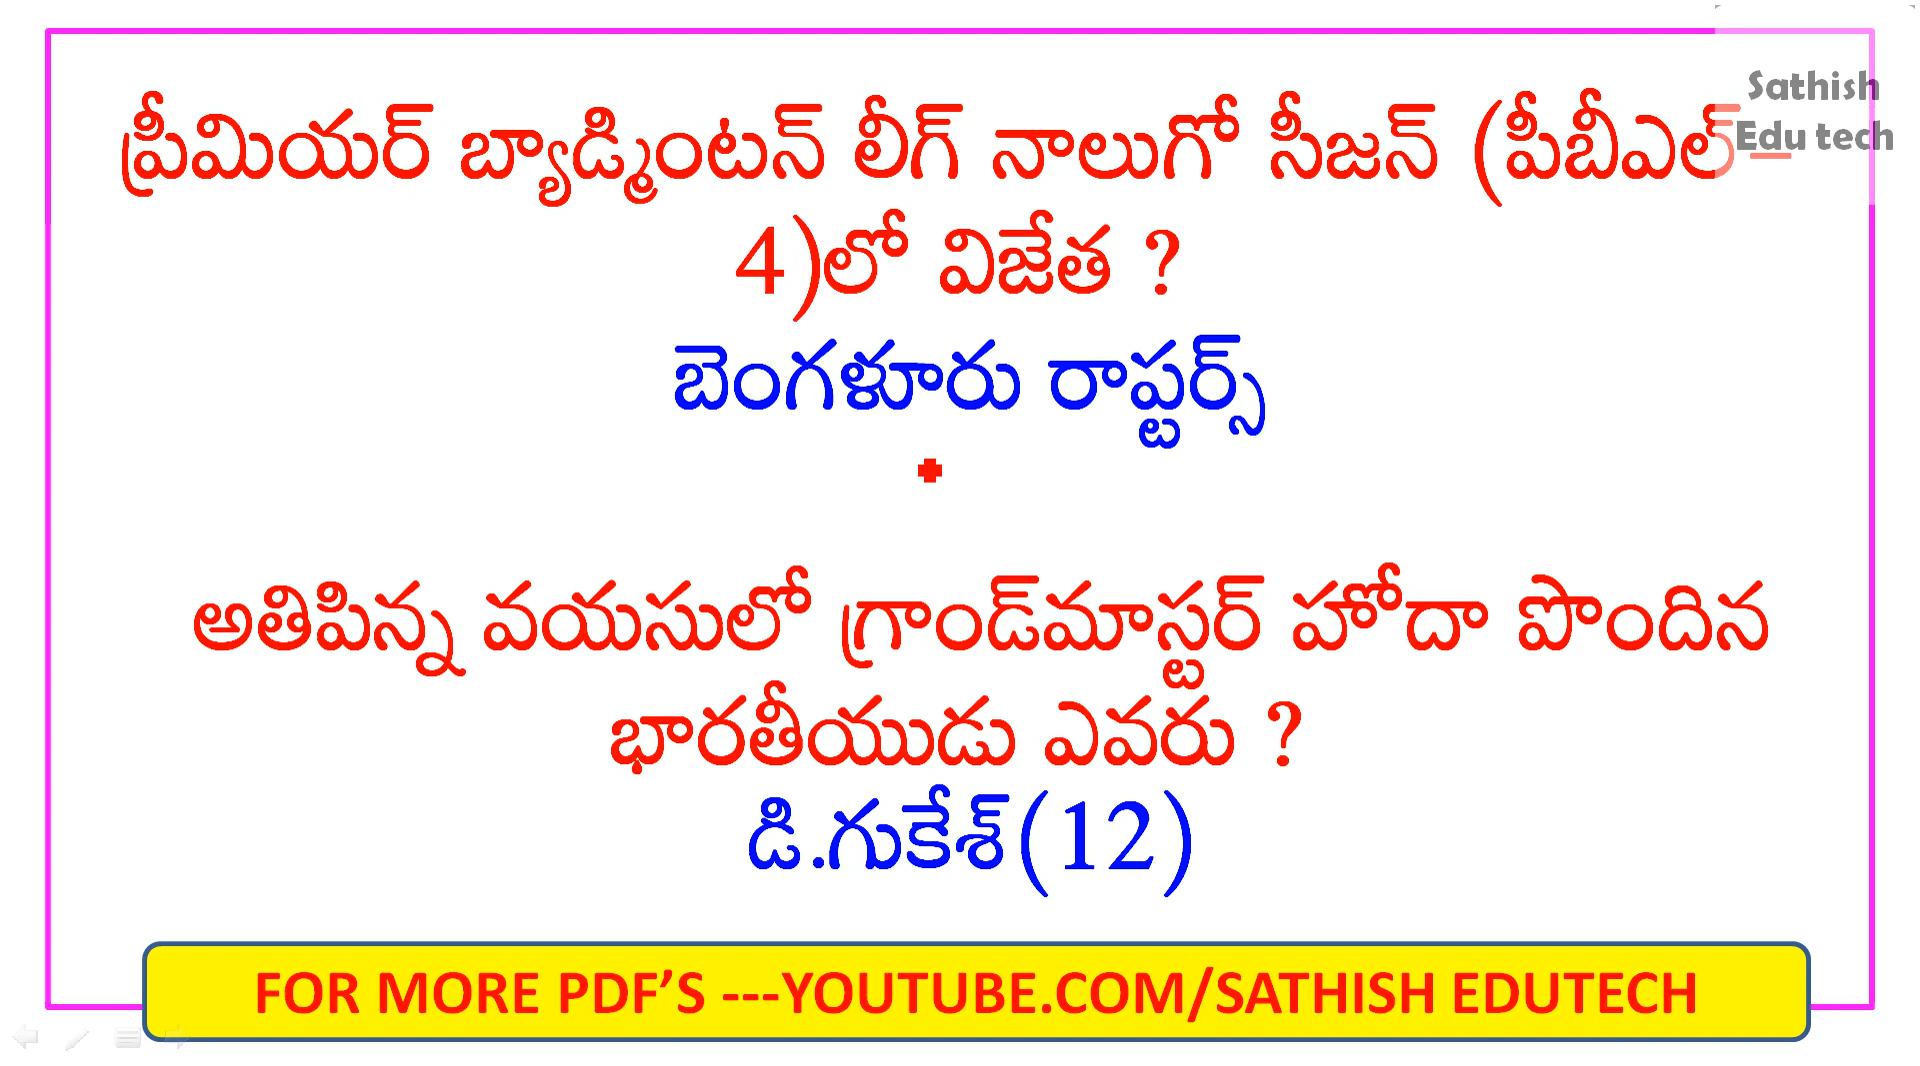 Sathish
Edu tech
ప్రీమియర్ బ్యాడ్మింటన్ లీగ్ నాలుగో సీజన్ (పీబీఎల్-
4)లో విజేత ?
బెంగళూరు రాప్టర్స్
అతిపిన్న వయసులో గ్రాండ్‌మాస్టర్ హోదా పొందిన
భారతీయుడు ఎవరు ?
డి.గుకేశ్(12)
FOR MORE PDF’S ---YOUTUBE.COM/SATHISH EDUTECH